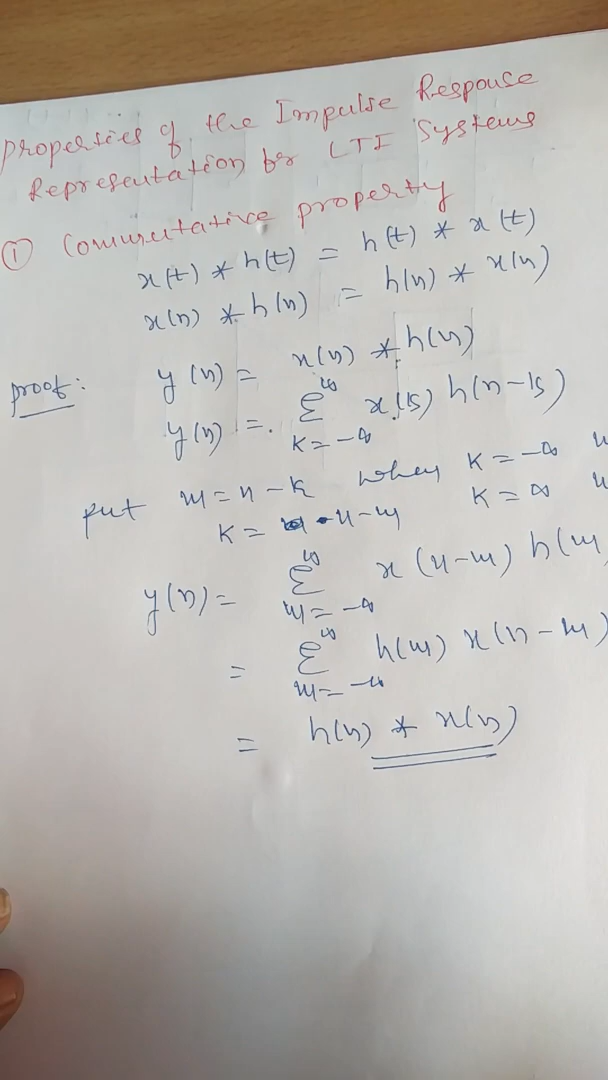 Properties of the Impulse Response
Representation for LTI Systems
① Commutative property
x(t) * h(t) = h(t) * x(t)
x(n) * h(n) = h(n) * x(n)
proof: y(n) = x(n) * h(n)
y(n) = ∞ Σ k=-∞ x(k) h(n-k)
put m = n-k when k = -∞
k = n-m k = ∞
y(n) = ∞ Σ m=-∞ x(n-m) h(m
= ∞ Σ m=-∞ h(m) x(n-m)
= h(n) * x(n)